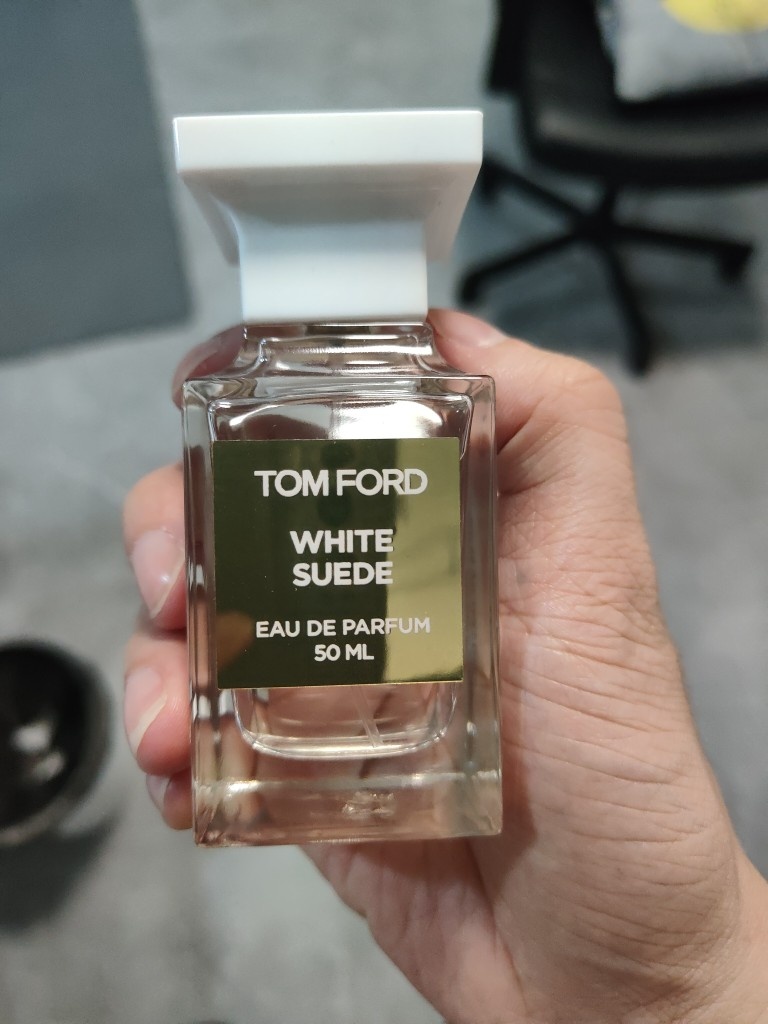 TOM FORD
WHITE
SUEDE
EAU DE PARFUM
50 ML